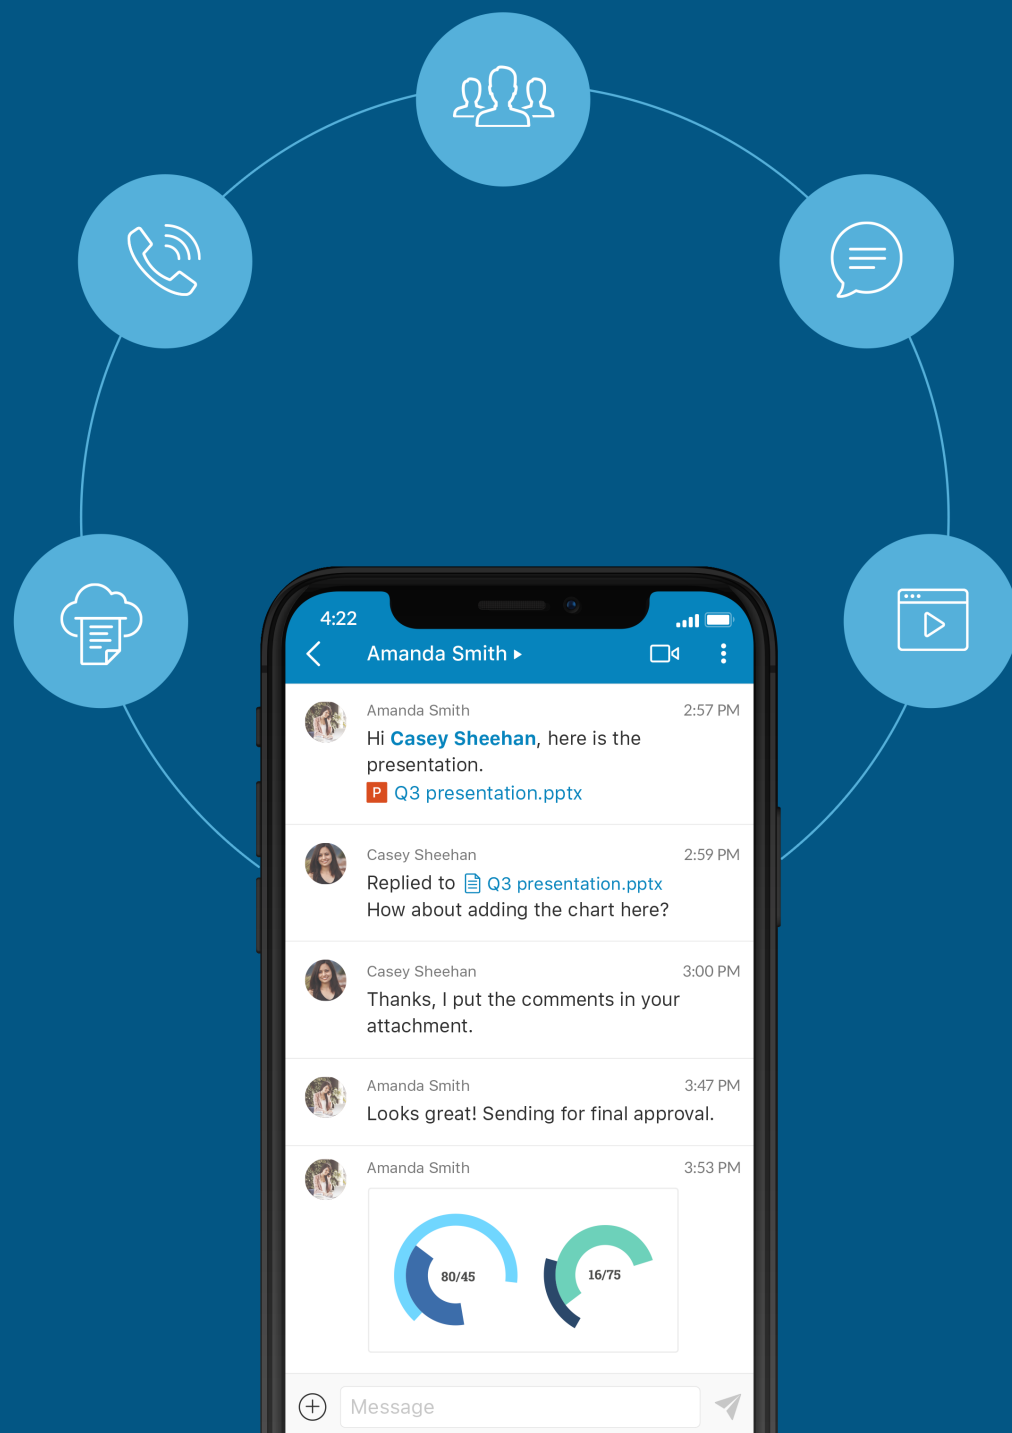 4:22
Amanda Smith
Amanda Smith 2:57 PM
Hi Casey Sheehan, here is the
presentation.
P Q3 presentation.pptx
Casey Sheehan 2:59 PM
Replied to Q3 presentation.pptx
How about adding the chart here?
Casey Sheehan 3:00 PM
Thanks, I put the comments in your
attachment.
Amanda Smith 3:47 PM
Looks great! Sending for final approval.
Amanda Smith 3:53 PM
80/45 16/75
Message